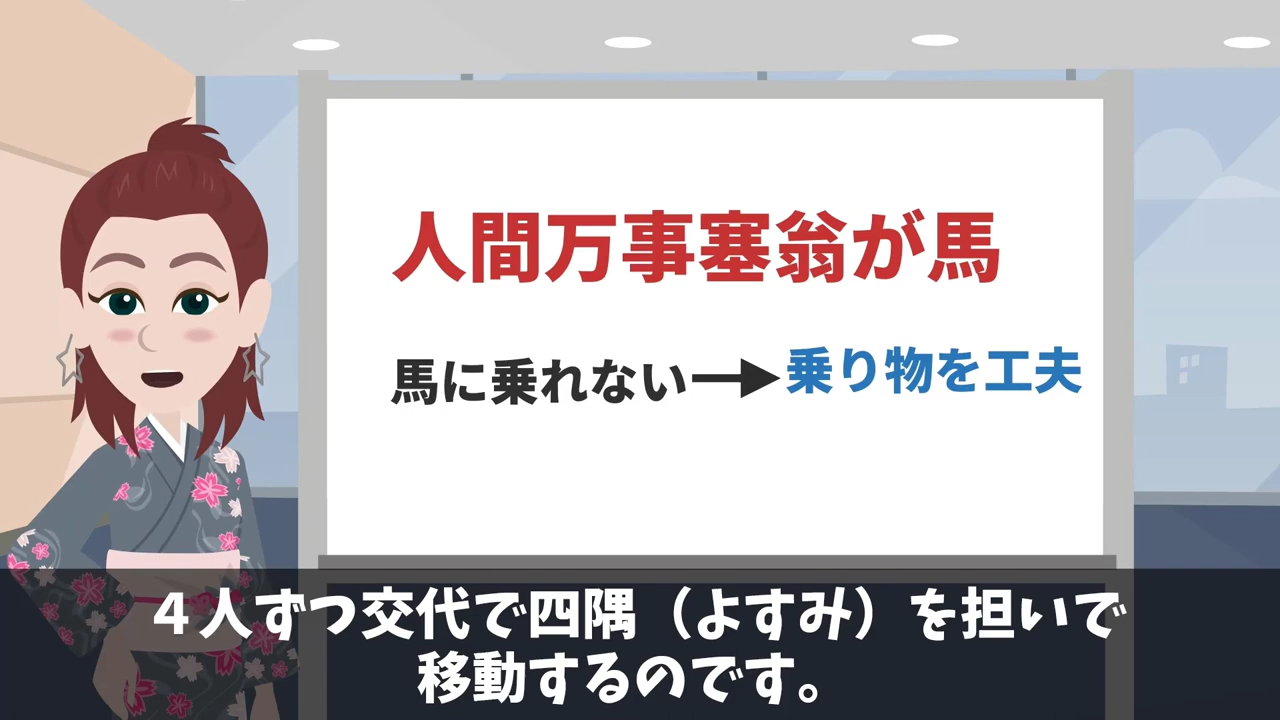 人間万事塞翁が馬
馬に乗れない→乗り物を工夫
４人ずつ交代で四隅（よすみ）を担いで
移動するのです。